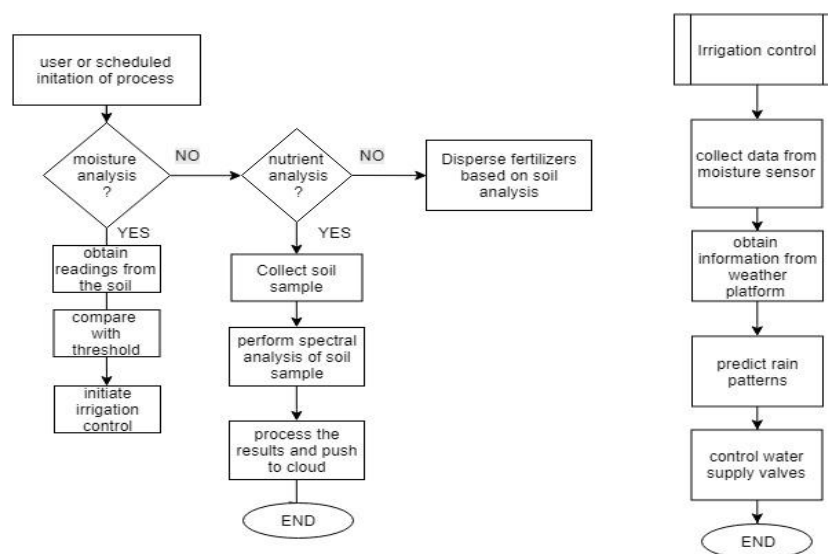 user or scheduled
initation of process
moisture
analysis
?
NO
nutrient
analysis
?
NO
Disperse fertilizers
based on soil
analysis
YES
obtain
readings from
the soil
compare
with
threshold
initiate
irrigation
control
YES
Collect soil
sample
perform spectral
analysis of soil
sample
process the
results and push
to cloud
END
Irrigation control
collect data from
moisture sensor
obtain
information from
weather
platform
predict rain
patterns
control water
supply valves
END